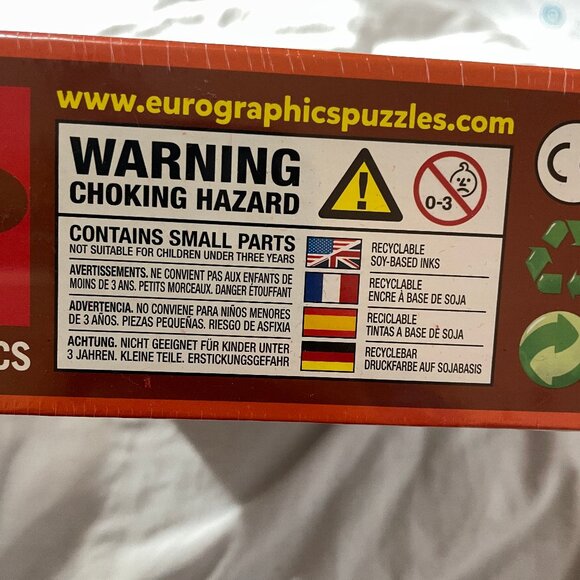 www.eurographicspuzzles.com
WARNING
CHOKING HAZARD
0-3
CONTAINS SMALL PARTS
NOT SUITABLE FOR CHILDREN UNDER THREE YEARS
RECYCLABLE
SOY-BASED INKS
AVERTISSEMENTS. NE CONVIENT PAS AUX ENFANTS DE
MOINS DE 3 ANS. PETITS MORCEAUX. DANGER ÉTOUFFANT
RECYCLABLE
ENCRE À BASE DE SOJA
ADVERTENCIA. NO CONVIENE PARA NIÑOS MENORES
DE 3 AÑOS. PIEZAS PEQUEÑAS. RIESGO DE ASFIXIA
RECICLABLE
TINTAS A BASE DE SOJA
ACHTUNG. NICHT GEEIGNET FÜR KINDER UNTER
3 JAHREN. KLEINE TEILE. ERSTICKUNGSGEFAHR
RECYCLEBAR
DRUCKFARBE AUF SOJABASIS
CS